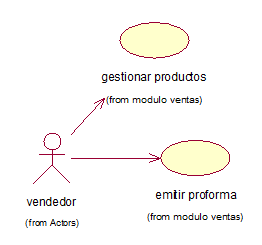 gestionar productos
(from modulo ventas)
vendedor
(from Actors)
emitir proforma
(from modulo ventas)